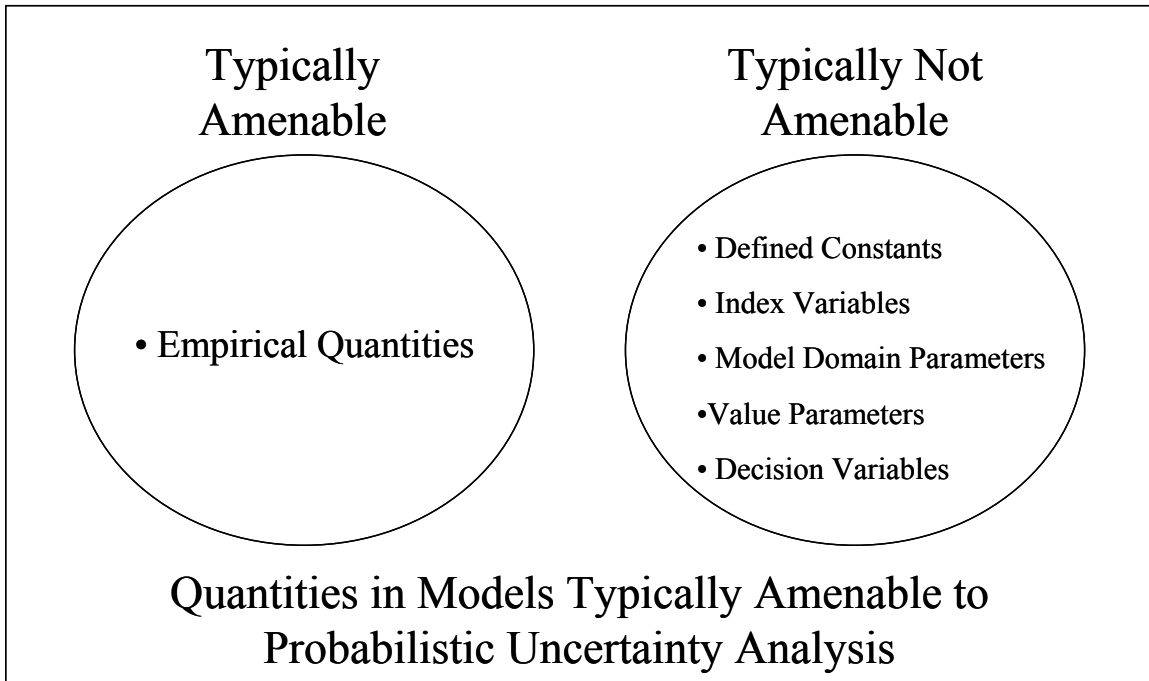 Typically
Amenable
• Empirical Quantities
Typically Not
Amenable
• Defined Constants
• Index Variables
• Model Domain Parameters
•Value Parameters
• Decision Variables
Quantities in Models Typically Amenable to
Probabilistic Uncertainty Analysis